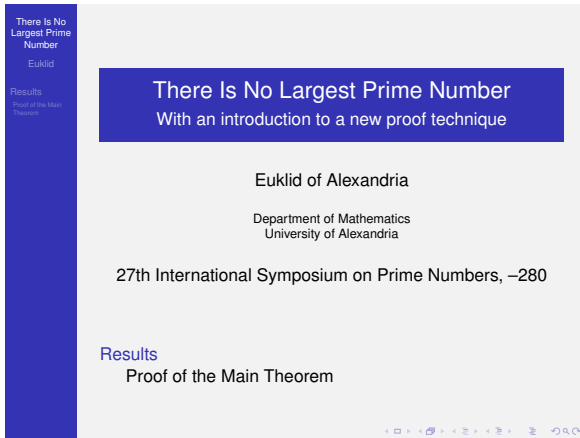 There Is No
Largest Prime
Number
Euklid
Results
Proof of the Main
Theorem
There Is No Largest Prime Number
With an introduction to a new proof technique
Euklid of Alexandria
Department of Mathematics
University of Alexandria
27th International Symposium on Prime Numbers, –280
Results
Proof of the Main Theorem